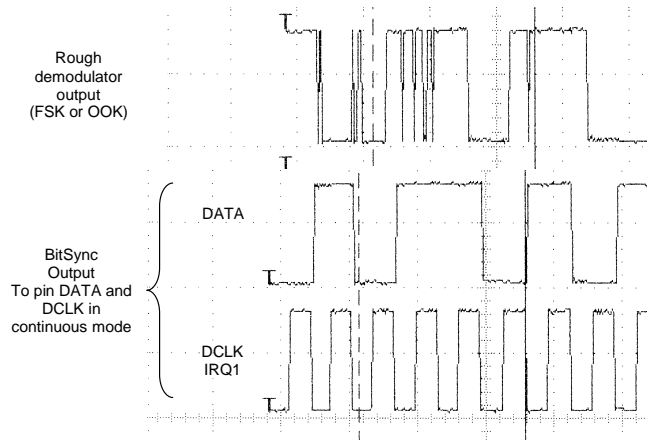 Rough
demodulator
output
(FSK or OOK)
DATA
BitSync
Output
To pin DATA and
DCLK in
continuous mode
DCLK
IRQ1